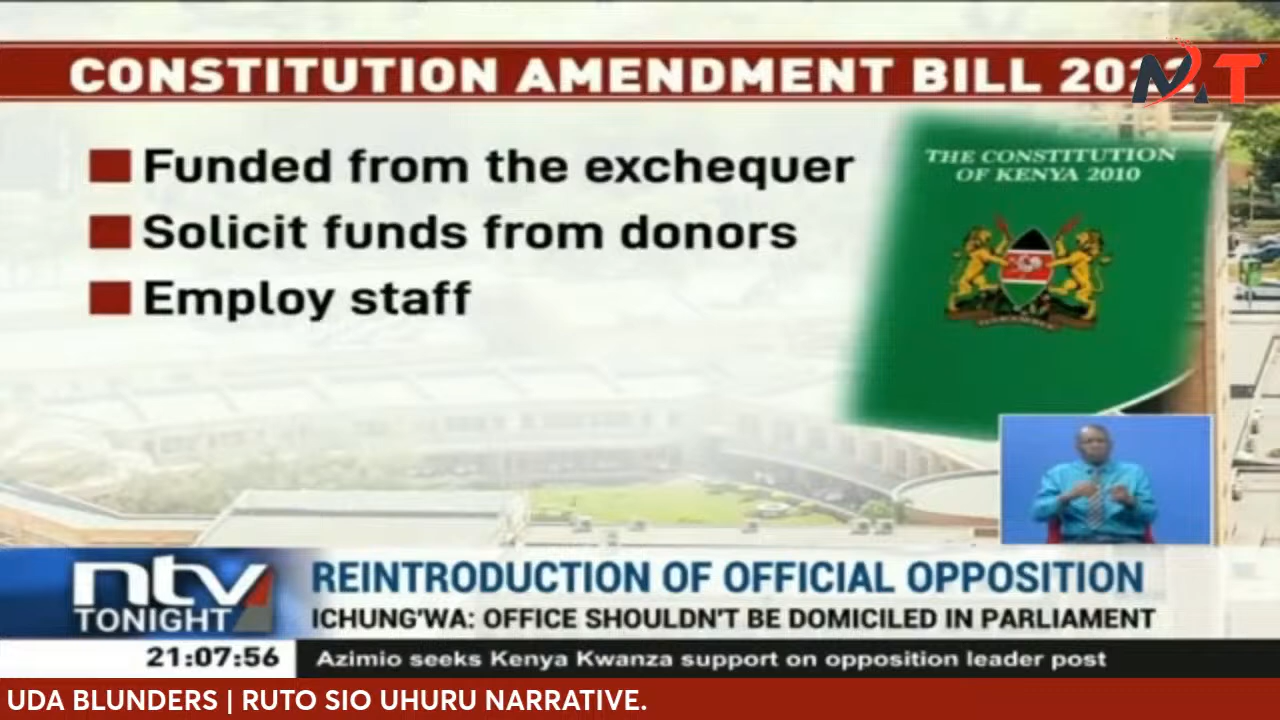 CONSTITUTION AMENDMENT BILL
MAT
Funded from the exchequer
Solicit funds from donors
Employ staff
THE CONSTITUTION
OF KENYA 2010
ntv
TONIGHT
REINTRODUCTION OF OFFICIAL OPPOSITION
ICHUNG'WA: OFFICE SHOULDN'T BE DOMICILED IN PARLIAMENT
21:07:56
Azimio seeks Kenya Kwanza support on opposition leader post
UDA BLUNDERS | RUTO SIO UHURU NARRATIVE.